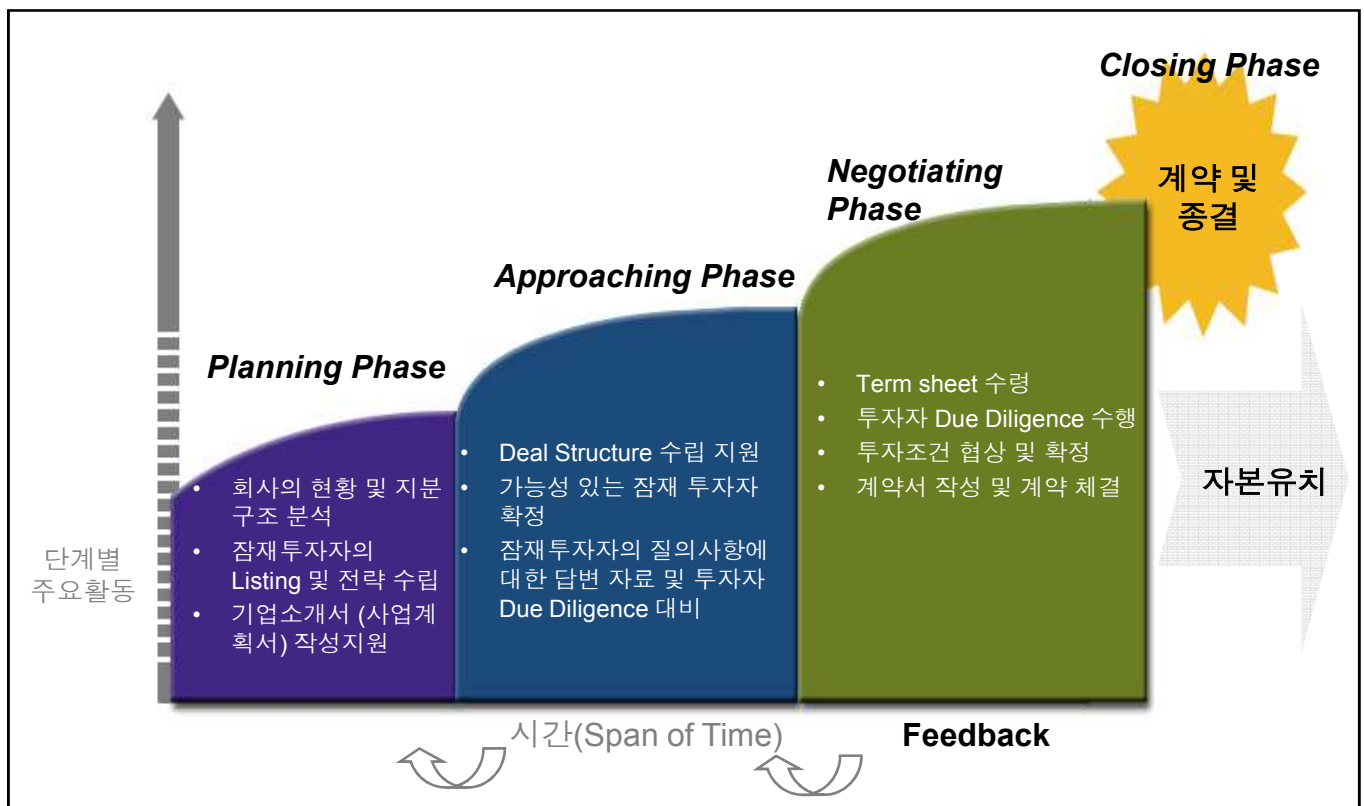 Closing Phase
계약 및
종결
Negotiating
Phase
Approaching Phase
Planning Phase
• Term sheet 수령
• 투자자 Due Diligence 수행
• 투자조건 협상 및 확정
• 계약서 작성 및 계약 체결
• Deal Structure 수립 지원
• 가능성 있는 잠재 투자자
확정
• 잠재투자자의 질의사항에
대한 답변 자료 및 투자자
Due Diligence 대비
• 회사의 현황 및 지분
구조 분석
• 잠재투자자의
Listing 및 전략 수립
• 기업소개서 (사업계
획서) 작성지원
자본유치
단계별
주요활동
시간(Span of Time)
Feedback